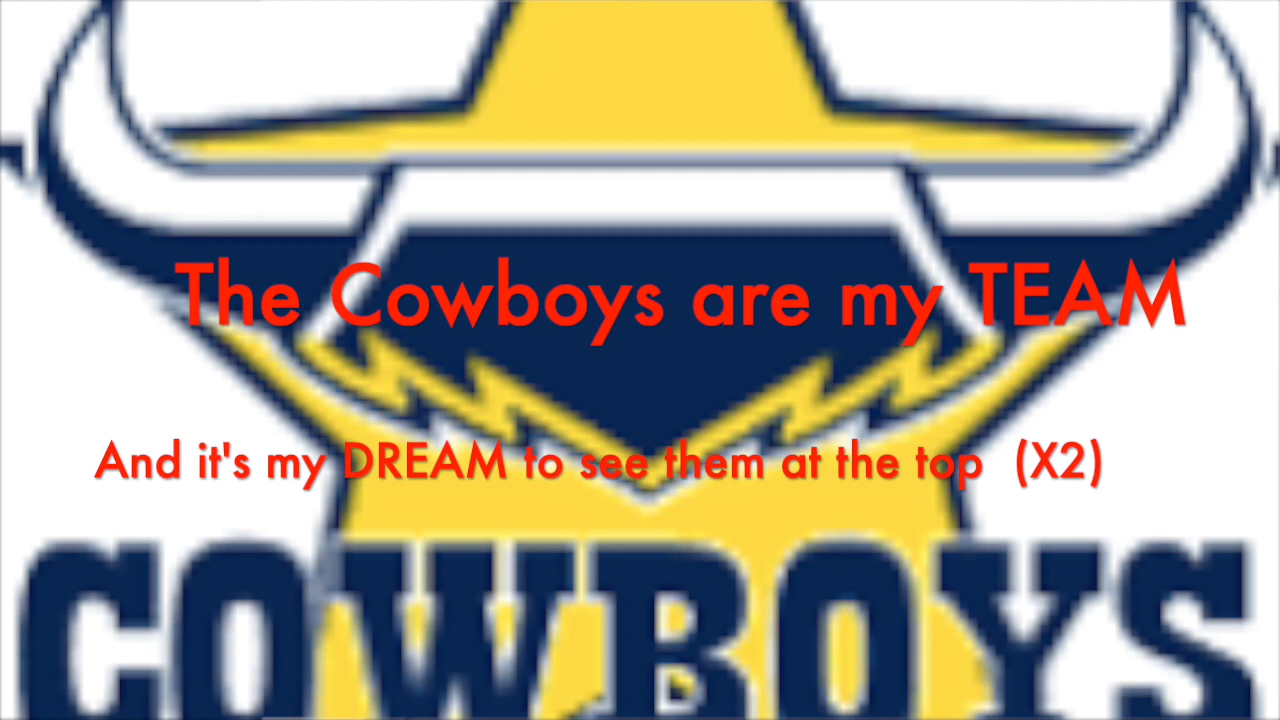 The Cowboys are my TEAM
And it's my DREAM to see them at the top (X2)
COWBOYS